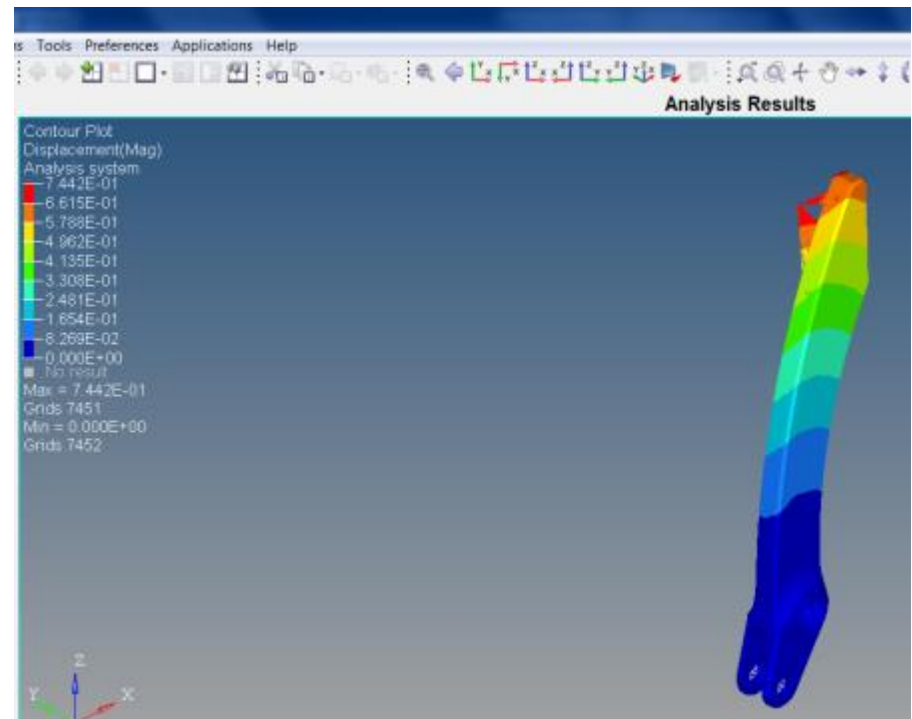 Tools Preferences Applications Help
Analysis Results
Contour Plot
Displacement(Mag)
Analysis system
7.442E-01
6.615E-01
5.788E-01
4.962E-01
4.135E-01
3.308E-01
2.481E-01
1.654E-01
8.269E-02
0.000E+00
No result
Max = 7.442E-01
Grids 7451
Min = 0.000E+00
Grids 7452
Z
Y X